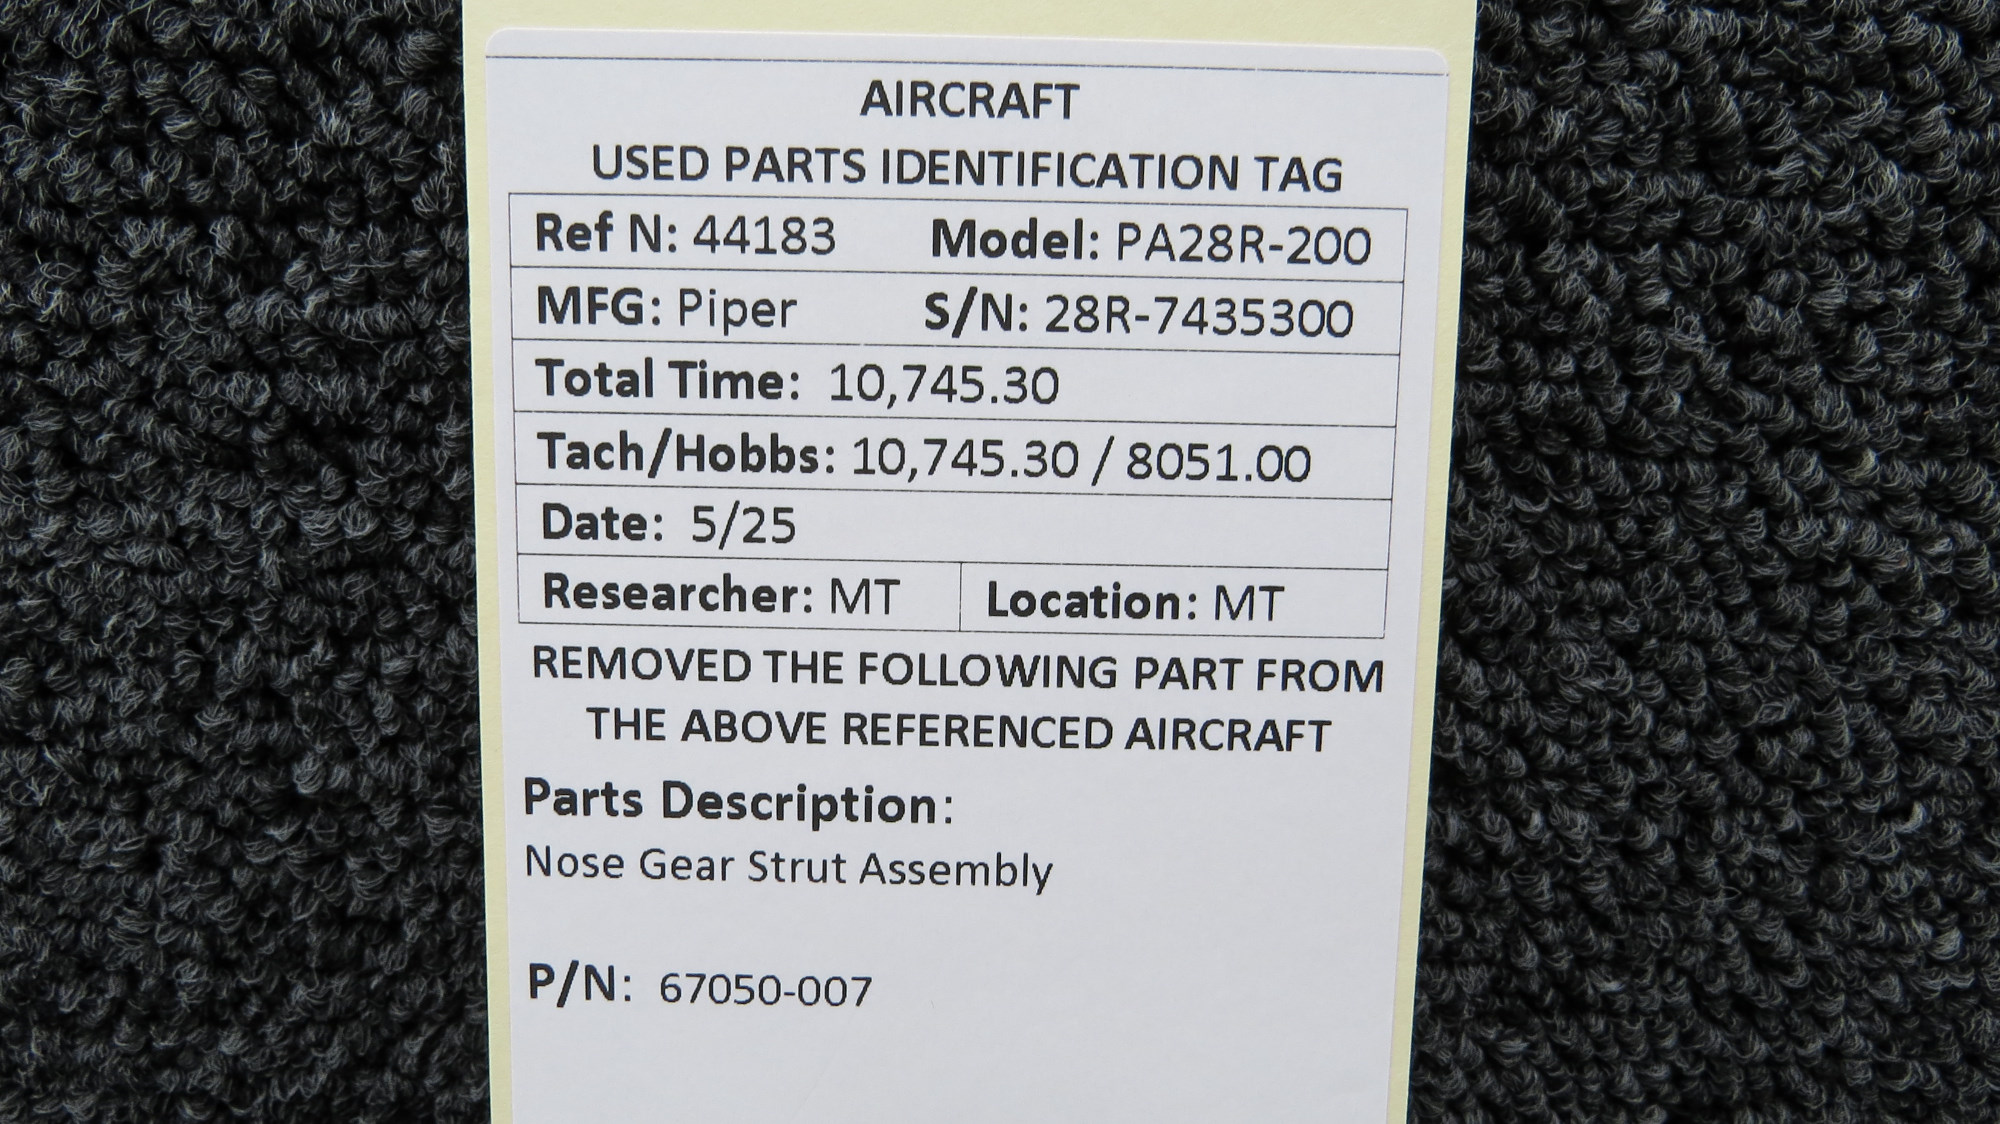 AIRCRAFT
USED PARTS IDENTIFICATION TAG
Ref N: 44183 Model: PA28R-200
MFG: Piper S/N: 28R-7435300
Total Time: 10,745.30
Tach/Hobbs: 10,745.30 / 8051.00
Date: 5/25
Researcher: MT Location: MT
REMOVED THE FOLLOWING PART FROM
THE ABOVE REFERENCED AIRCRAFT
Parts Description:
Nose Gear Strut Assembly
P/N: 67050-007